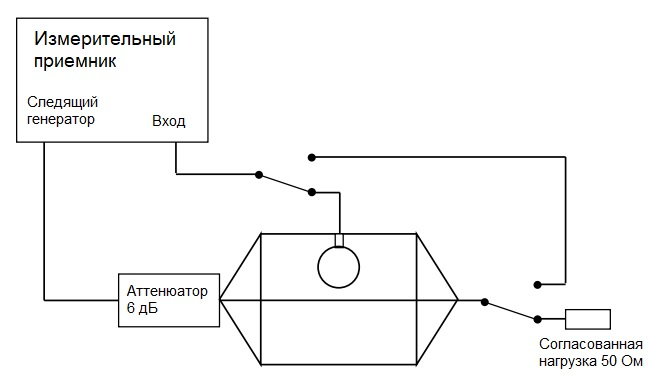 Измерительный
приемник
Следящий
генератор
Вход
Аттенюатор
6 дБ
Согласованная
нагрузка 50 Ом